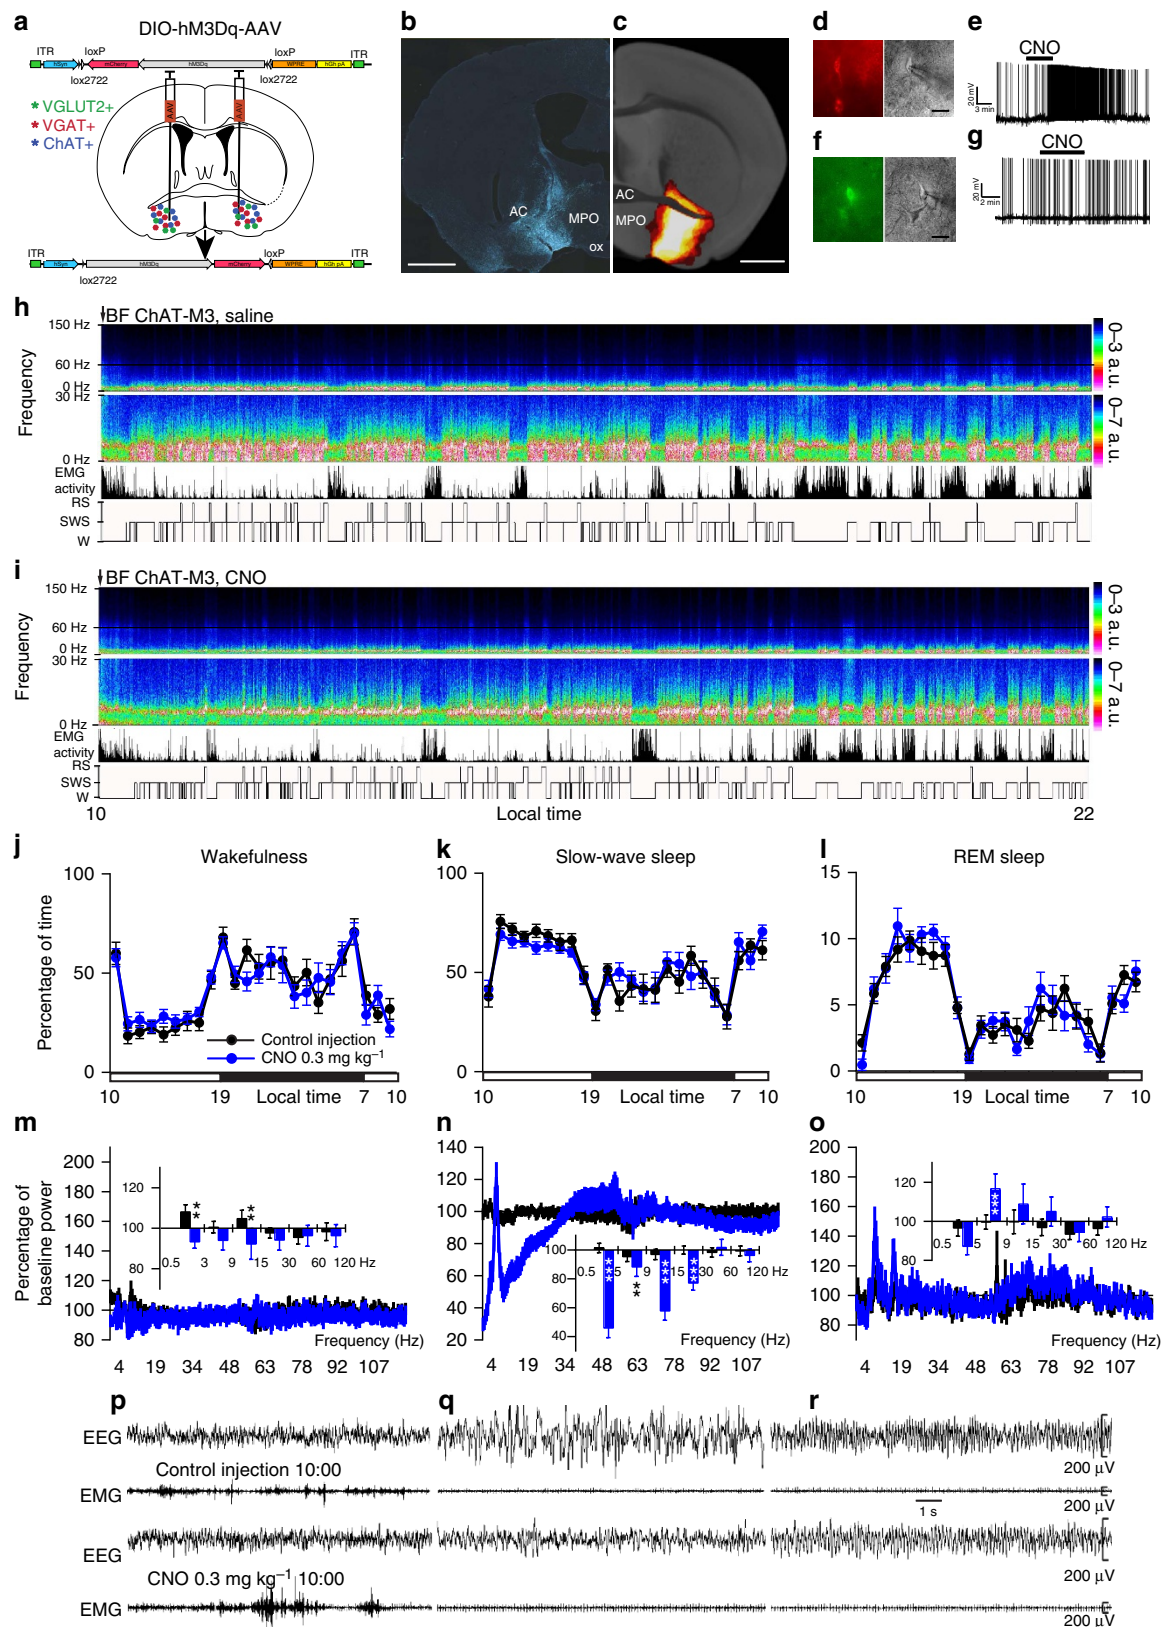 a
DIO-hM3Dq-AAV
ITR loxP loxP ITR
hSyn mCherry hM3Dq WPRE hGh pA
lox2722 lox2722
* VGLUT2+
* VGAT+
* ChAT+
AAV AAV
ITR loxP ITR
hSyn hM3Dq mCherry WPRE hGh pA
lox2722
b
AC
MPO
ox
c
AC
MPO
d
e
CNO
20 mV
3 min
f
g
CNO
20 mV
2 min
h
BF ChAT-M3, saline
150 Hz
60 Hz
0 Hz
30 Hz
0 Hz
Frequency
0–3 a.u.
0–7 a.u.
EMG
activity
RS
SWS
W
i
BF ChAT-M3, CNO
150 Hz
60 Hz
0 Hz
30 Hz
0 Hz
Frequency
0–3 a.u.
0–7 a.u.
EMG
activity
RS
SWS
W
10 Local time 22
j
Wakefulness
Percentage of time
100
50
0
Control injection
CNO 0.3 mg kg⁻¹
10 19 Local time 7 10
k
Slow-wave sleep
100
50
0
10 19 Local time 7 10
l
REM sleep
15
10
5
0
10 19 Local time 7 10
m
Percentage of
baseline power
200
180
160
140
120
100
80
120
100
80
** **
0.5 3 9 15 30 60 120 Hz
Frequency (Hz)
4 19 34 48 63 78 92 107
n
140
120
100
80
60
40
20
100
80
60
40
0.5 5 9 15 30 60 120 Hz
*** ** *** ***
Frequency (Hz)
4 19 34 48 63 78 92 107
o
200
180
160
140
120
100
80
120
100
80
***
0.5 5 9 15 30 60 120 Hz
Frequency (Hz)
4 19 34 48 63 78 92 107
p
q
r
EEG
200 µV
Control injection 10:00
EMG
200 µV
1 s
EEG
200 µV
CNO 0.3 mg kg⁻¹ 10:00
EMG
200 µV